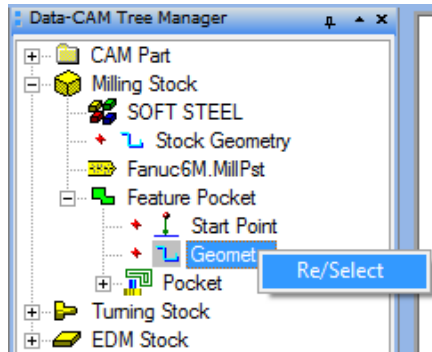 Data-CAM Tree Manager
CAM Part
Milling Stock
SOFT STEEL
Stock Geometry
Fanuc6M.MillPst
Feature Pocket
Start Point
Geomet
Re/Select
Pocket
Turning Stock
EDM Stock